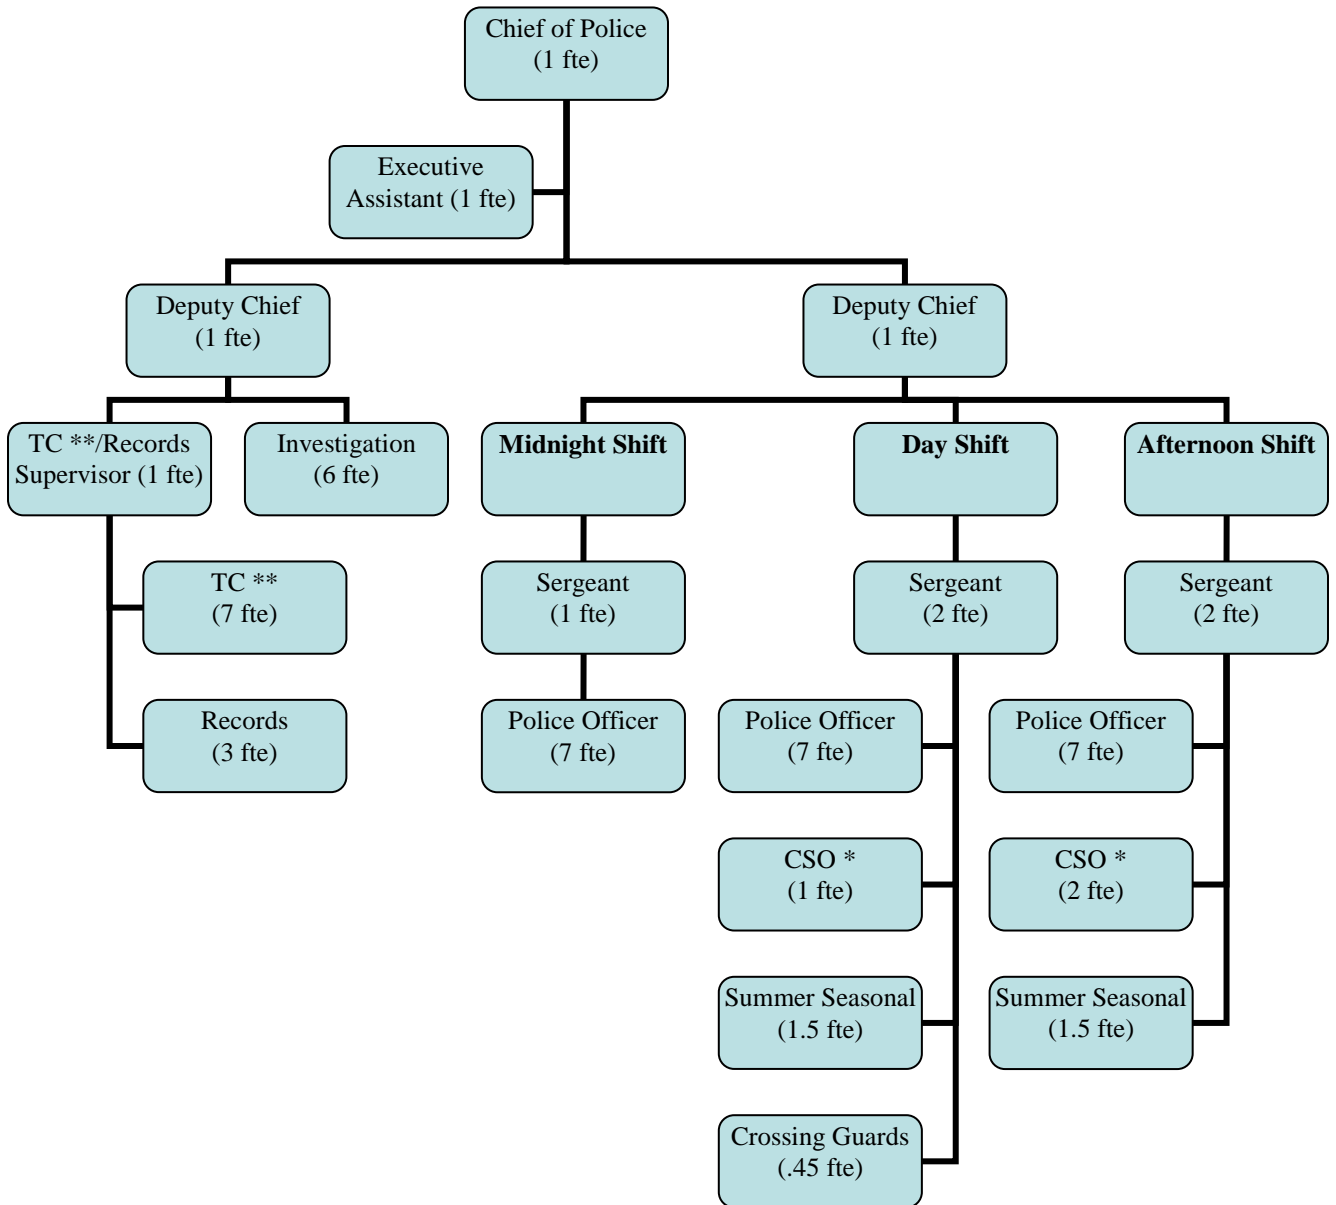 Chief of Police
(1 fte)
Executive
Assistant (1 fte)
Deputy Chief
(1 fte)
Deputy Chief
(1 fte)
TC **/Records
Supervisor (1 fte)
Investigation
(6 fte)
Midnight Shift
Day Shift
Afternoon Shift
TC **
(7 fte)
Sergeant
(1 fte)
Sergeant
(2 fte)
Sergeant
(2 fte)
Records
(3 fte)
Police Officer
(7 fte)
Police Officer
(7 fte)
Police Officer
(7 fte)
CSO *
(1 fte)
CSO *
(2 fte)
Summer Seasonal
(1.5 fte)
Summer Seasonal
(1.5 fte)
Crossing Guards
(.45 fte)